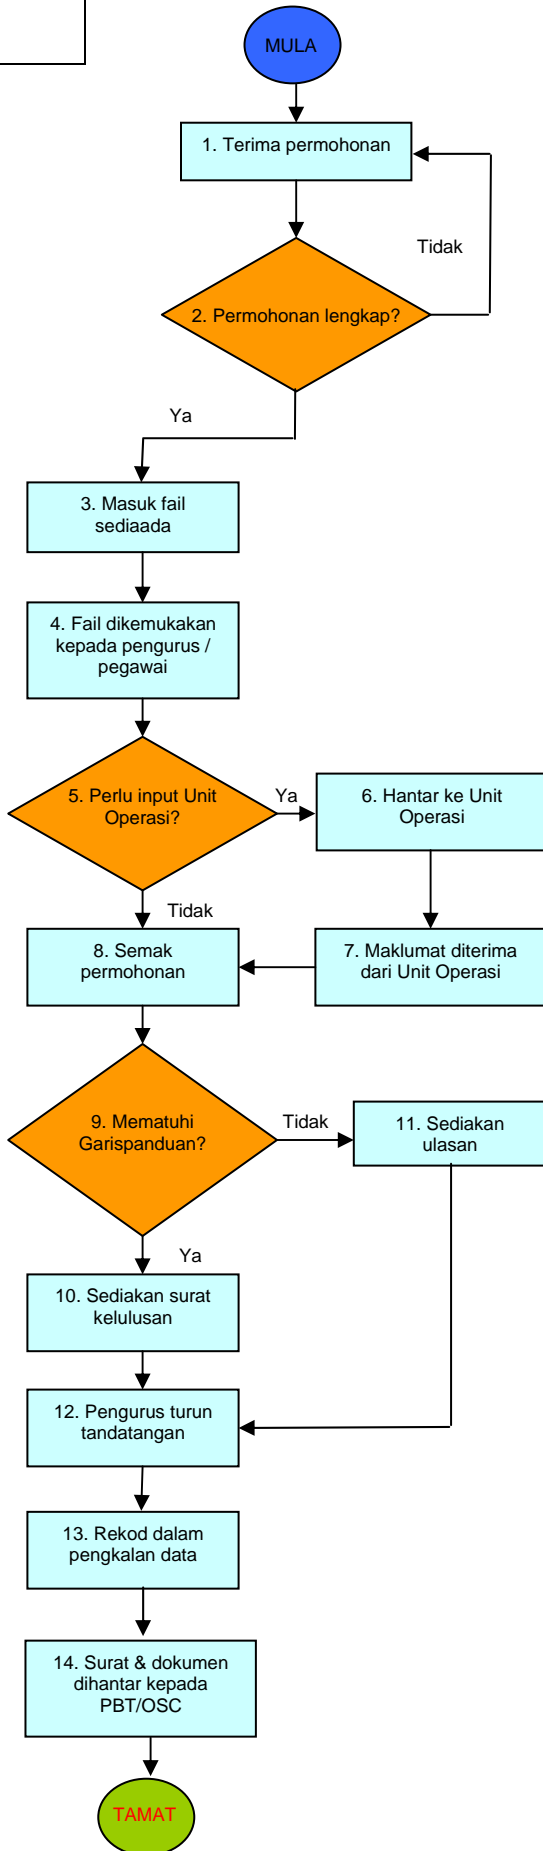 MULA
1. Terima permohonan
Tidak
2. Permohonan lengkap?
Ya
3. Masuk fail
sediaada
4. Fail dikemukakan
kepada pengurus /
pegawai
5. Perlu input Unit
Operasi?
Ya
6. Hantar ke Unit
Operasi
Tidak
7. Maklumat diterima
dari Unit Operasi
8. Semak
permohonan
9. Mematuhi
Garispanduan?
Tidak
11. Sediakan
ulasan
Ya
10. Sediakan surat
kelulusan
12. Pengurus turun
tandatangan
13. Rekod dalam
pengkalan data
14. Surat & dokumen
dihantar kepada
PBT/OSC
TAMAT